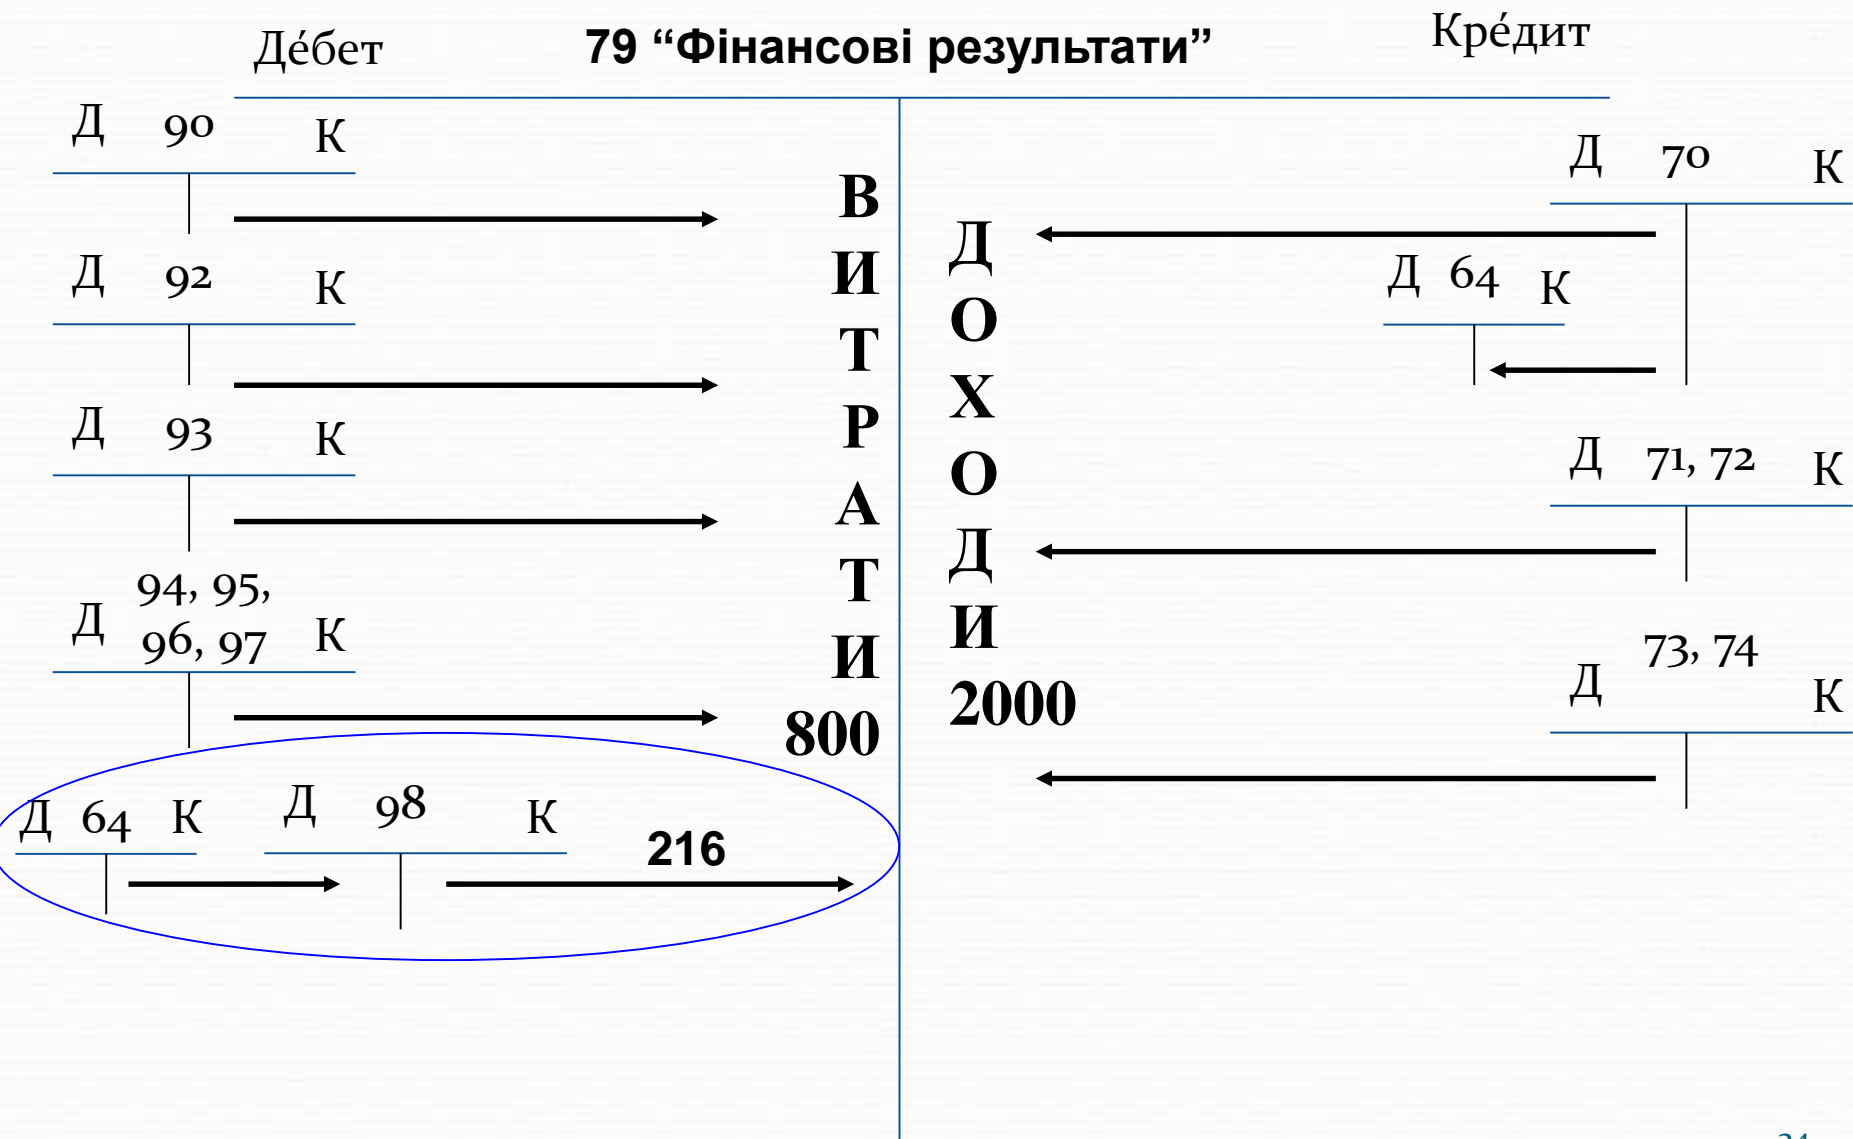 Де́бет 79 “Фінансові результати” Кре́дит
Д 90 К
Д 92 К
Д 93 К
Д 94, 95, 96, 97 К
Д 64 К Д 98 К 216
В
И
Т
Р
А
Т
И
800
Д
О
Х
О
Д
И
2000
Д 70 К
Д 64 К
Д 71, 72 К
Д 73, 74 К